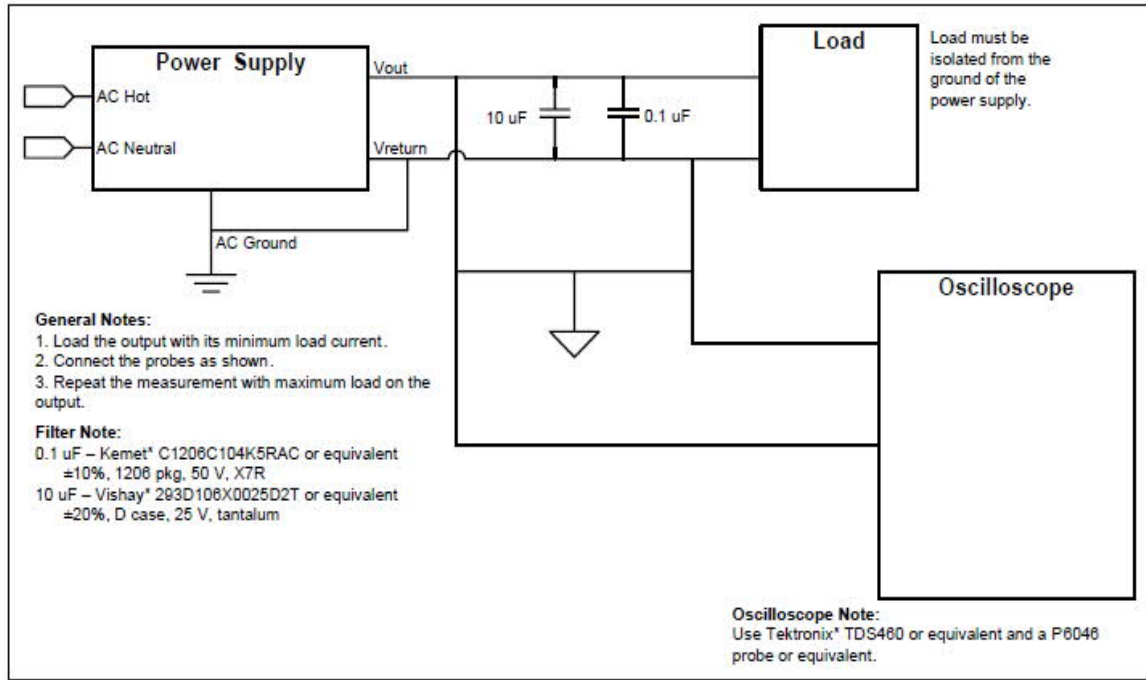 Power Supply
AC Hot
AC Neutral
Vout
Vreturn
AC Ground
10 uF
0.1 uF
Load
Load must be
isolated from the
ground of the
power supply.
Oscilloscope
General Notes:
1. Load the output with its minimum load current.
2. Connect the probes as shown.
3. Repeat the measurement with maximum load on the
output.
Filter Note:
0.1 uF – Kemet* C1206C104K5RAC or equivalent
±10%, 1206 pkg, 50 V, X7R
10 uF – Vishay* 293D106X0025D2T or equivalent
±20%, D case, 25 V, tantalum
Oscilloscope Note:
Use Tektronix* TDS460 or equivalent and a P6046
probe or equivalent.